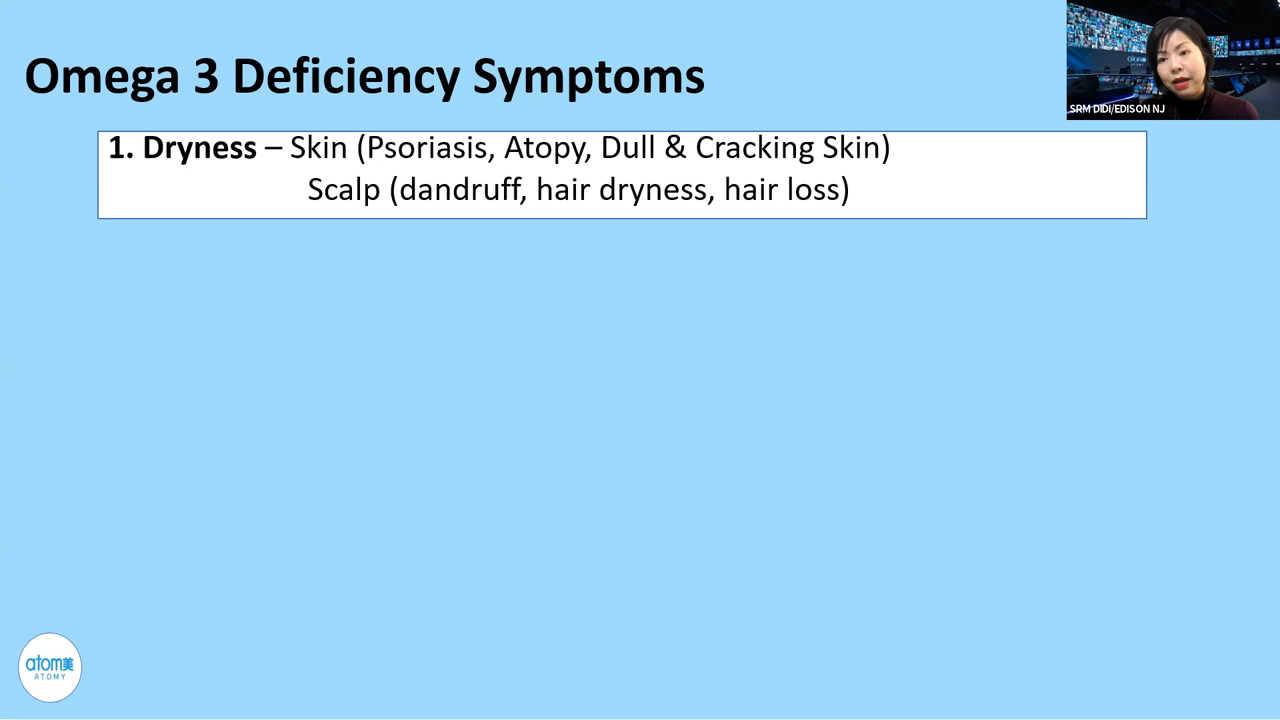 Omega 3 Deficiency Symptoms
SRM DIDI/EDISON NJ
1. Dryness – Skin (Psoriasis, Atopy, Dull & Cracking Skin)
Scalp (dandruff, hair dryness, hair loss)
atom美
ATOMY